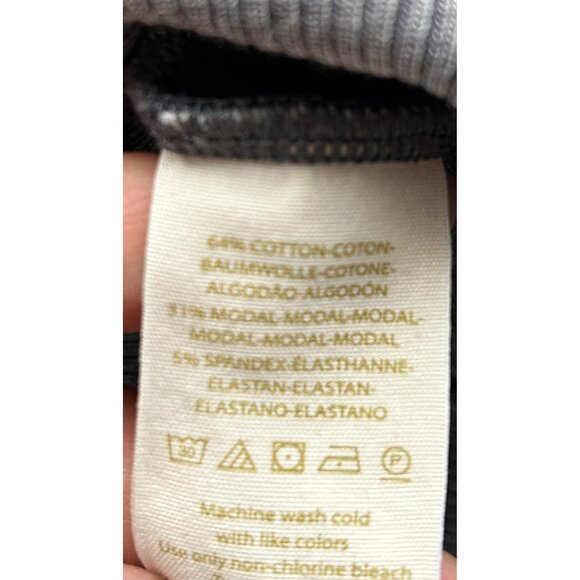 64% COTTON-COTON-
BAUMWOLLE-COTONE-
ALGODÃO-ALGODÓN
31% MODAL-MODAL-MODAL-
MODAL-MODAL-MODAL
5% SPANDEX-ÉLASTHANNE-
ELASTAN-ELASTAN-
ELASTANO-ELASTANO
30 P
Machine wash cold
with like colors
Use only non-chlorine bleach